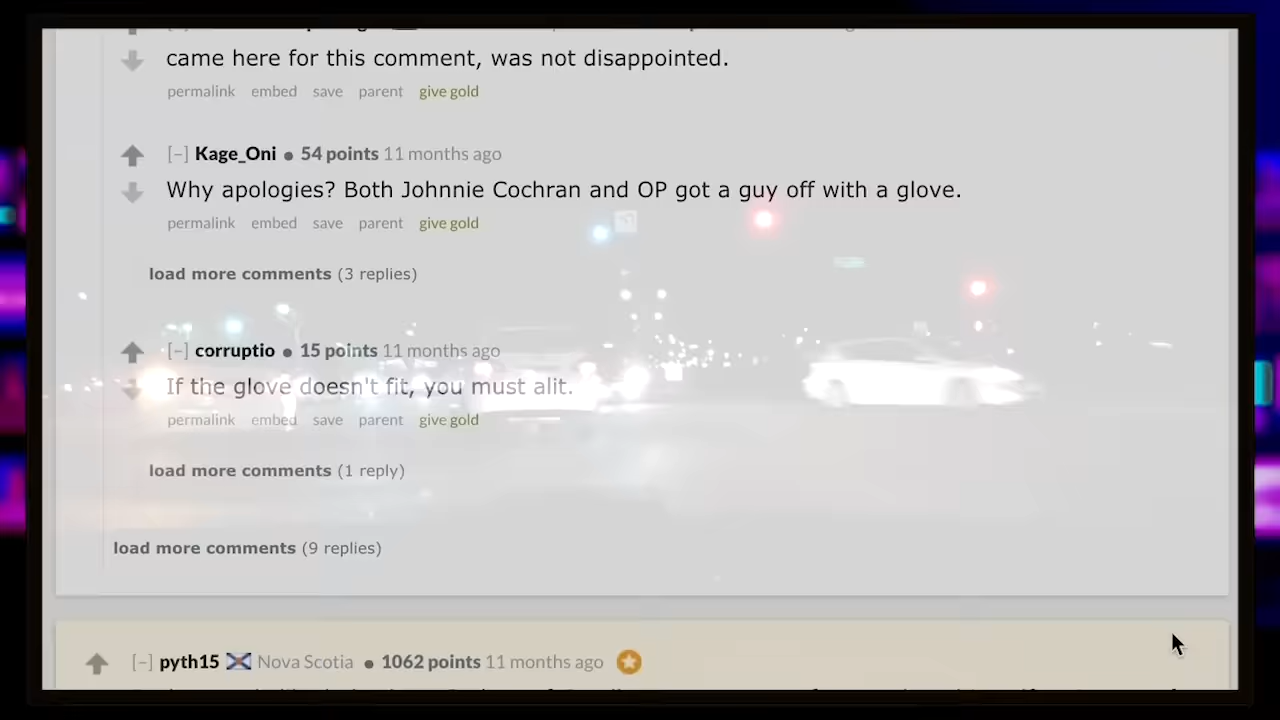 came here for this comment, was not disappointed.
permalink embed save parent give gold
[–] Kage_Oni ● 54 points 11 months ago
Why apologies? Both Johnnie Cochran and OP got a guy off with a glove.
permalink embed save parent give gold
load more comments (3 replies)
[–] corruptio ● 15 points 11 months ago
If the glove doesn't fit, you must alit.
permalink embed save parent give gold
load more comments (1 reply)
load more comments (9 replies)
[–] pyth15 Nova Scotia ● 1062 points 11 months ago